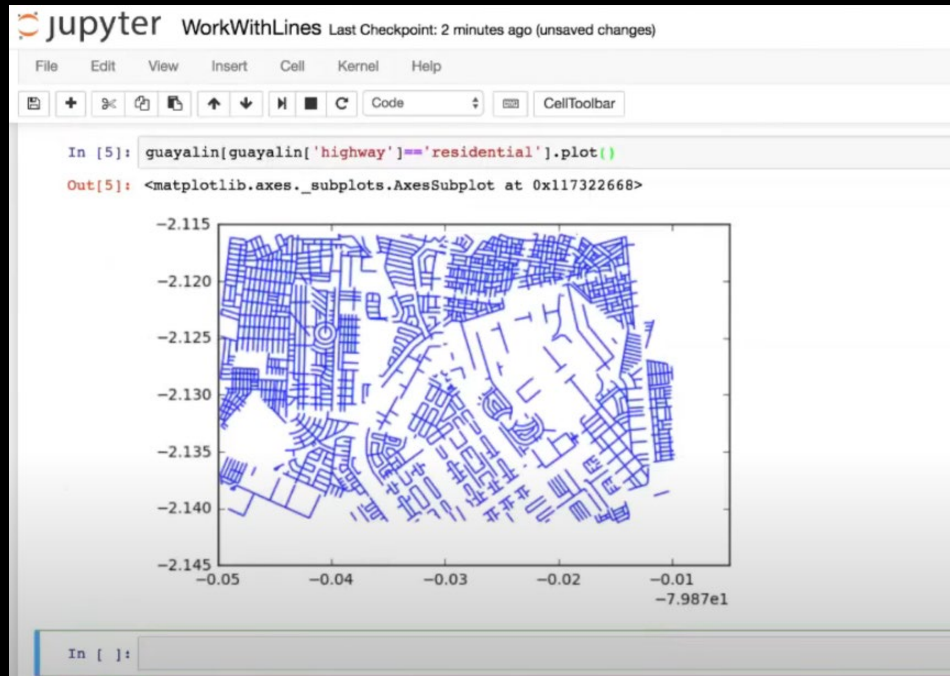 jupyter WorkWithLines Last Checkpoint: 2 minutes ago (unsaved changes)
File Edit View Insert Cell Kernel Help
Code CellToolbar
In [5]: guayalin[guayalin['highway']=='residential'].plot()
Out[5]: <matplotlib.axes._subplots.AxesSubplot at 0x117322668>
−2.115
−2.120
−2.125
−2.130
−2.135
−2.140
−2.145
−0.05 −0.04 −0.03 −0.02 −0.01
−7.987e1
In [ ]: